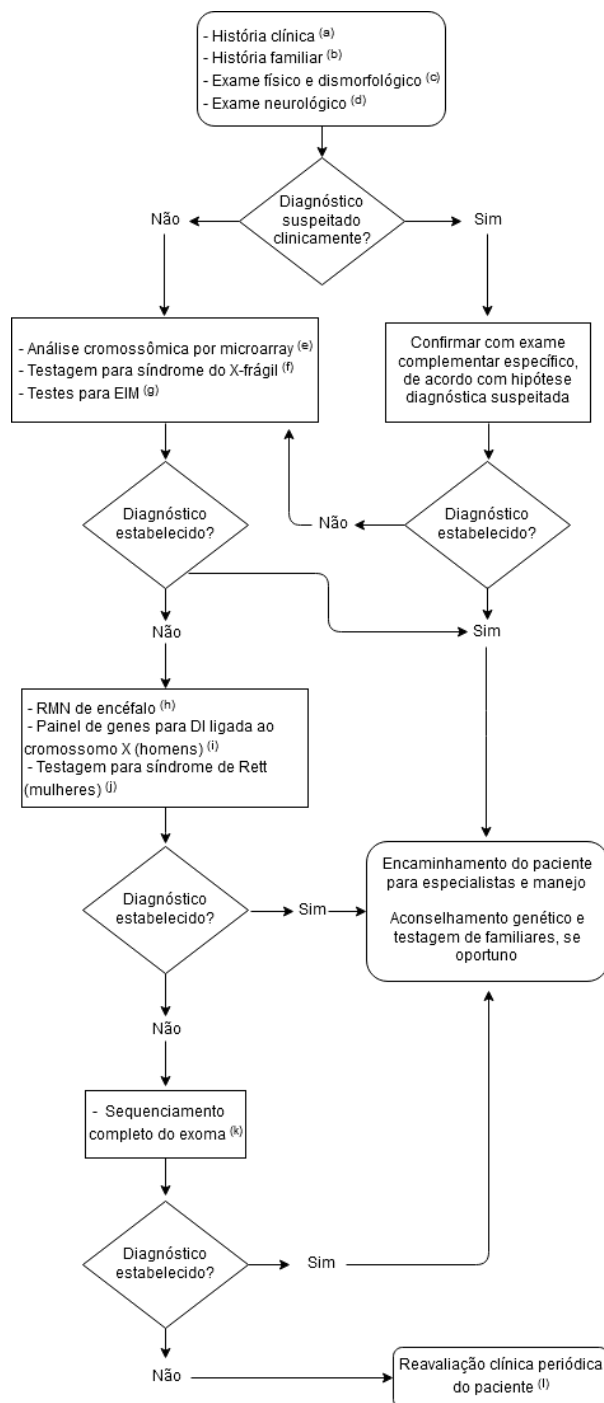 - História clínica (a)
- História familiar (b)
- Exame físico e dismorfológico (c)
- Exame neurológico (d)
Diagnóstico
suspeitado
clinicamente?
Não
Sim
- Análise cromossômica por microarray (e)
- Testagem para síndrome do X-frágil (f)
- Testes para EIM (g)
Confirmar com exame
complementar específico,
de acordo com hipótese
diagnóstica suspeitada
Diagnóstico
estabelecido?
Não
Diagnóstico
estabelecido?
Não
Sim
- RMN de encéfalo (h)
- Painel de genes para DI ligada ao
cromossomo X (homens) (i)
- Testagem para síndrome de Rett
(mulheres) (j)
Diagnóstico
estabelecido?
Sim
Encaminhamento do paciente
para especialistas e manejo
Aconselhamento genético e
testagem de familiares, se
oportuno
Não
- Sequenciamento
completo do exoma (k)
Diagnóstico
estabelecido?
Sim
Não
Reavaliação clínica periódica
do paciente (l)